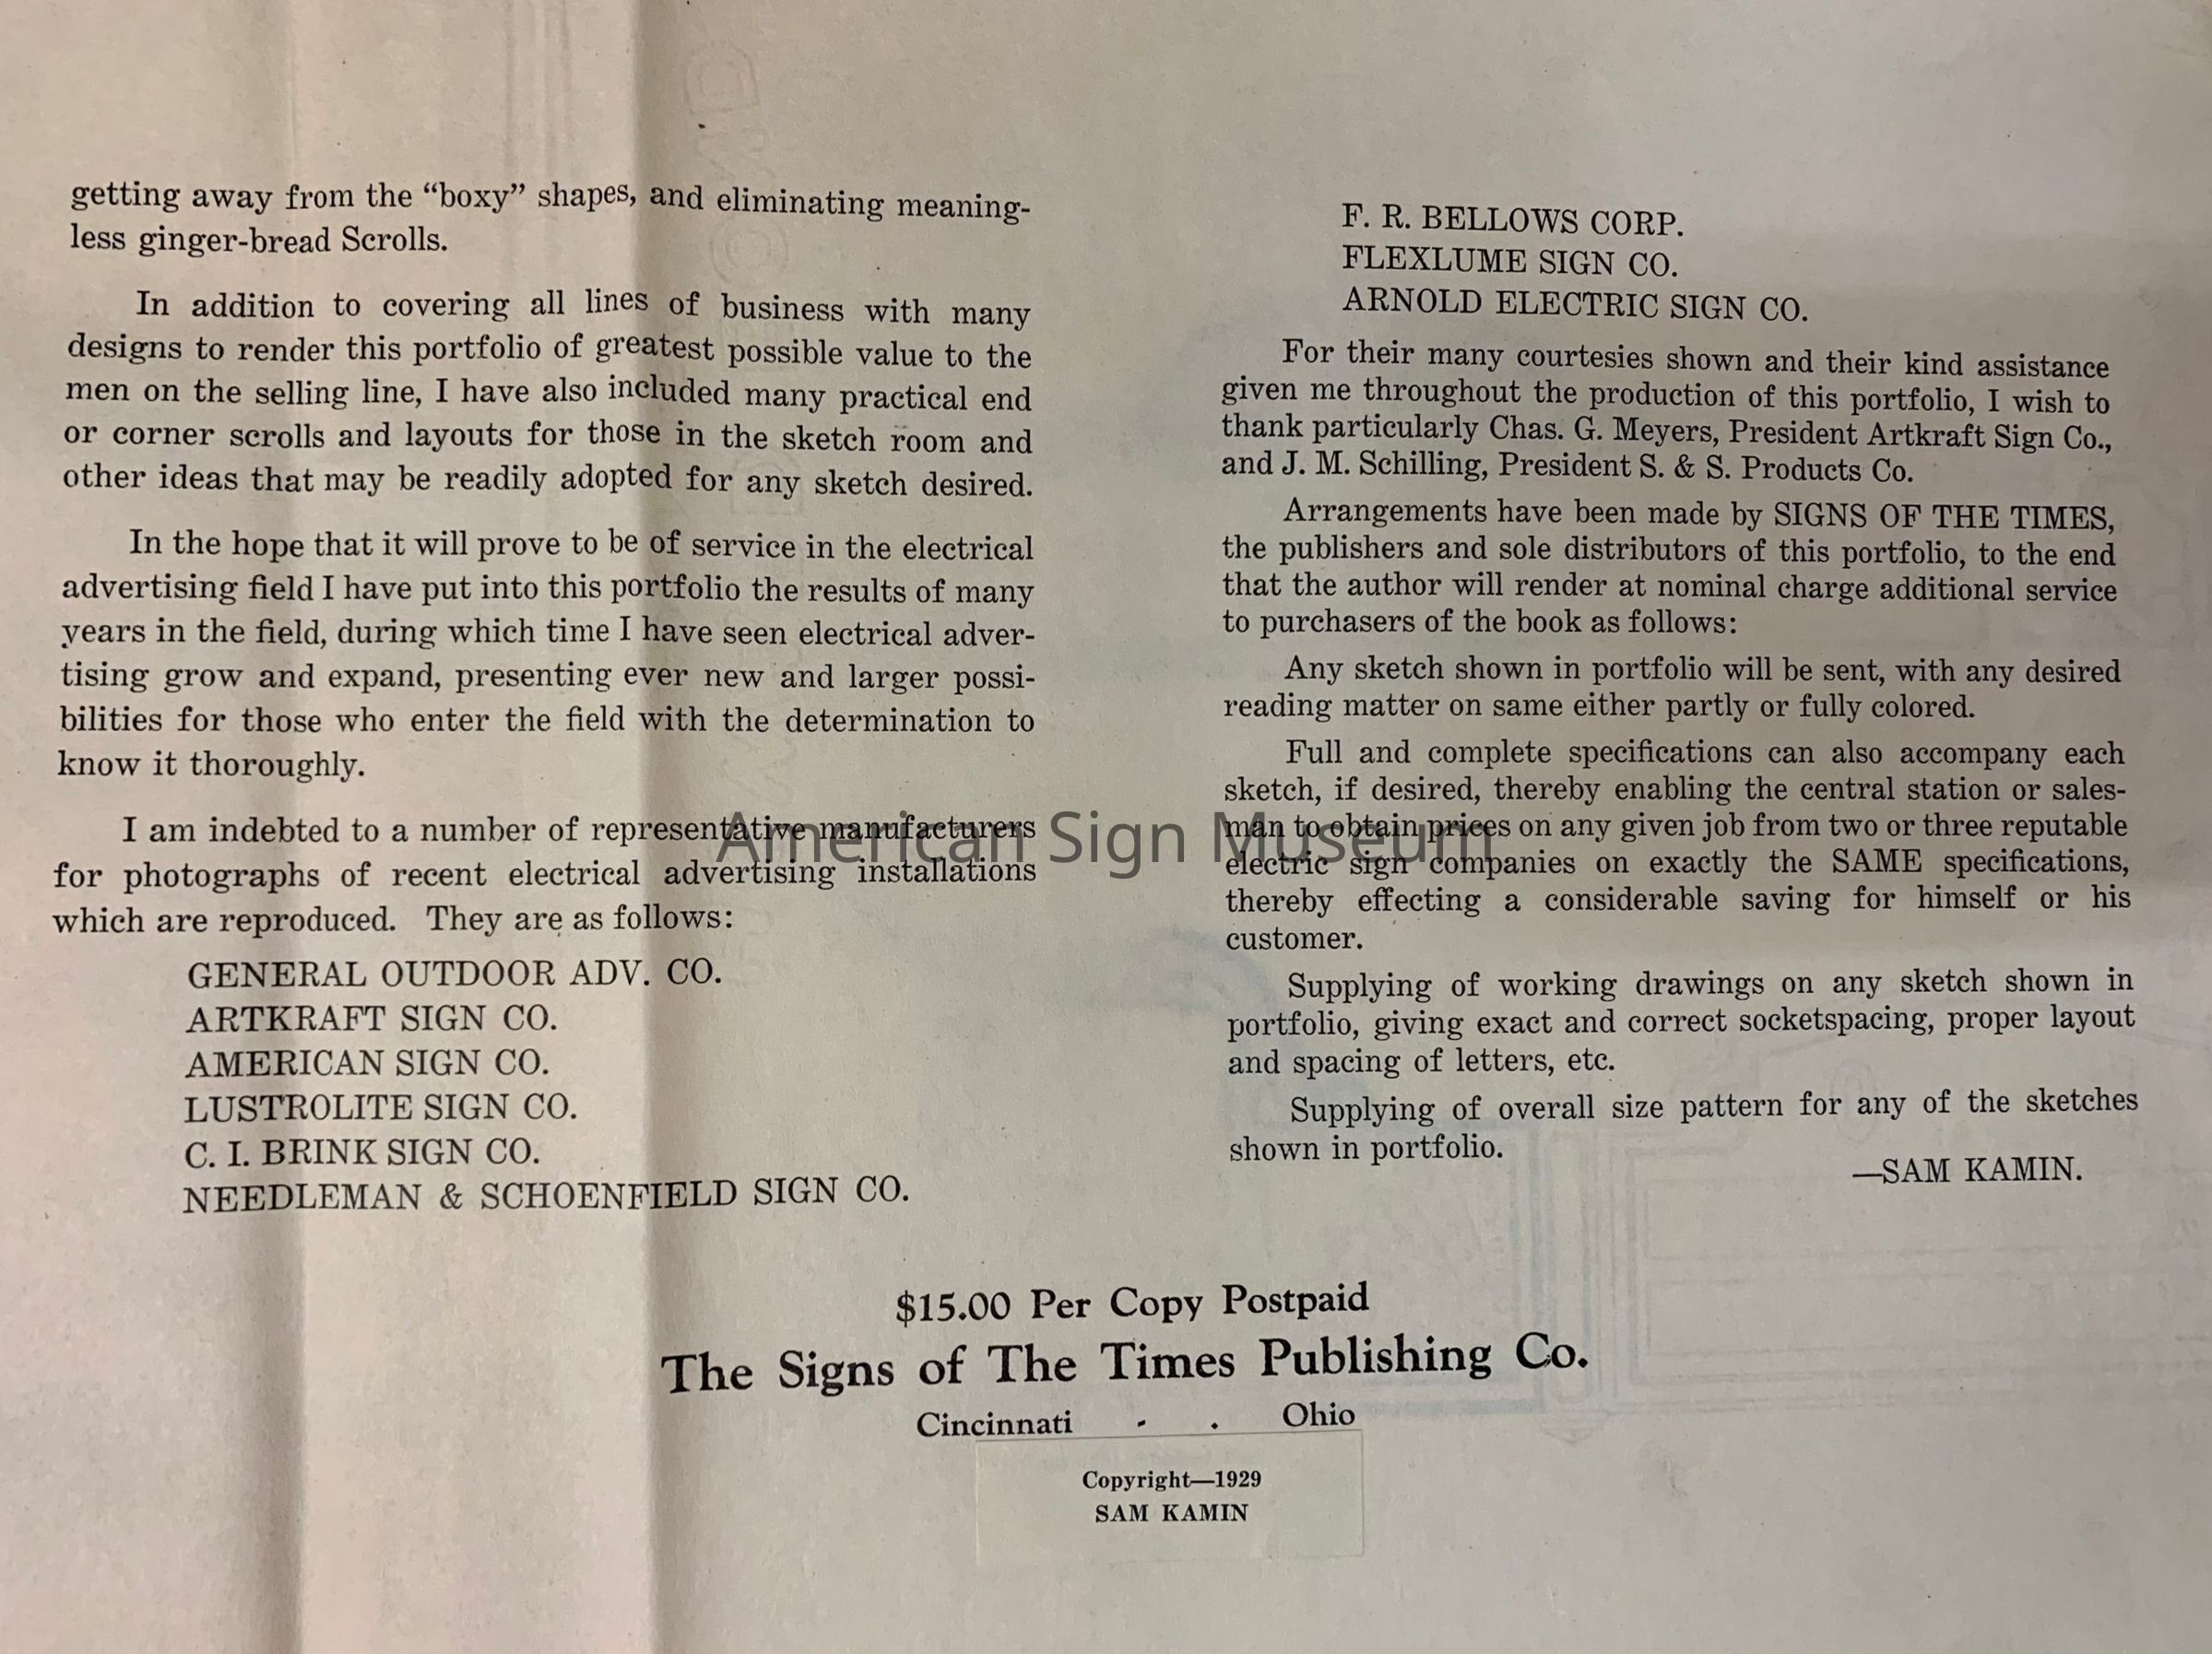 getting away from the “boxy” shapes, and eliminating meaning-
less ginger-bread Scrolls.
In addition to covering all lines of business with many
designs to render this portfolio of greatest possible value to the
men on the selling line, I have also included many practical end
or corner scrolls and layouts for those in the sketch room and
other ideas that may be readily adopted for any sketch desired.
In the hope that it will prove to be of service in the electrical
advertising field I have put into this portfolio the results of many
years in the field, during which time I have seen electrical adver-
tising grow and expand, presenting ever new and larger possi-
bilities for those who enter the field with the determination to
know it thoroughly.
I am indebted to a number of representative manufacturers
for photographs of recent electrical advertising installations
which are reproduced. They are as follows:
GENERAL OUTDOOR ADV. CO.
ARTKRAFT SIGN CO.
AMERICAN SIGN CO.
LUSTROLITE SIGN CO.
C. I. BRINK SIGN CO.
NEEDLEMAN & SCHOENFIELD SIGN CO.
F. R. BELLOWS CORP.
FLEXLUME SIGN CO.
ARNOLD ELECTRIC SIGN CO.
For their many courtesies shown and their kind assistance
given me throughout the production of this portfolio, I wish to
thank particularly Chas. G. Meyers, President Artkraft Sign Co.,
and J. M. Schilling, President S. & S. Products Co.
Arrangements have been made by SIGNS OF THE TIMES,
the publishers and sole distributors of this portfolio, to the end
that the author will render at nominal charge additional service
to purchasers of the book as follows:
Any sketch shown in portfolio will be sent, with any desired
reading matter on same either partly or fully colored.
Full and complete specifications can also accompany each
sketch, if desired, thereby enabling the central station or sales-
man to obtain prices on any given job from two or three reputable
electric sign companies on exactly the SAME specifications,
thereby effecting a considerable saving for himself or his
customer.
Supplying of working drawings on any sketch shown in
portfolio, giving exact and correct socketspacing, proper layout
and spacing of letters, etc.
Supplying of overall size pattern for any of the sketches
shown in portfolio.
—SAM KAMIN.
American Sign Museum
$15.00 Per Copy Postpaid
The Signs of The Times Publishing Co.
Cincinnati - . Ohio
Copyright—1929
SAM KAMIN